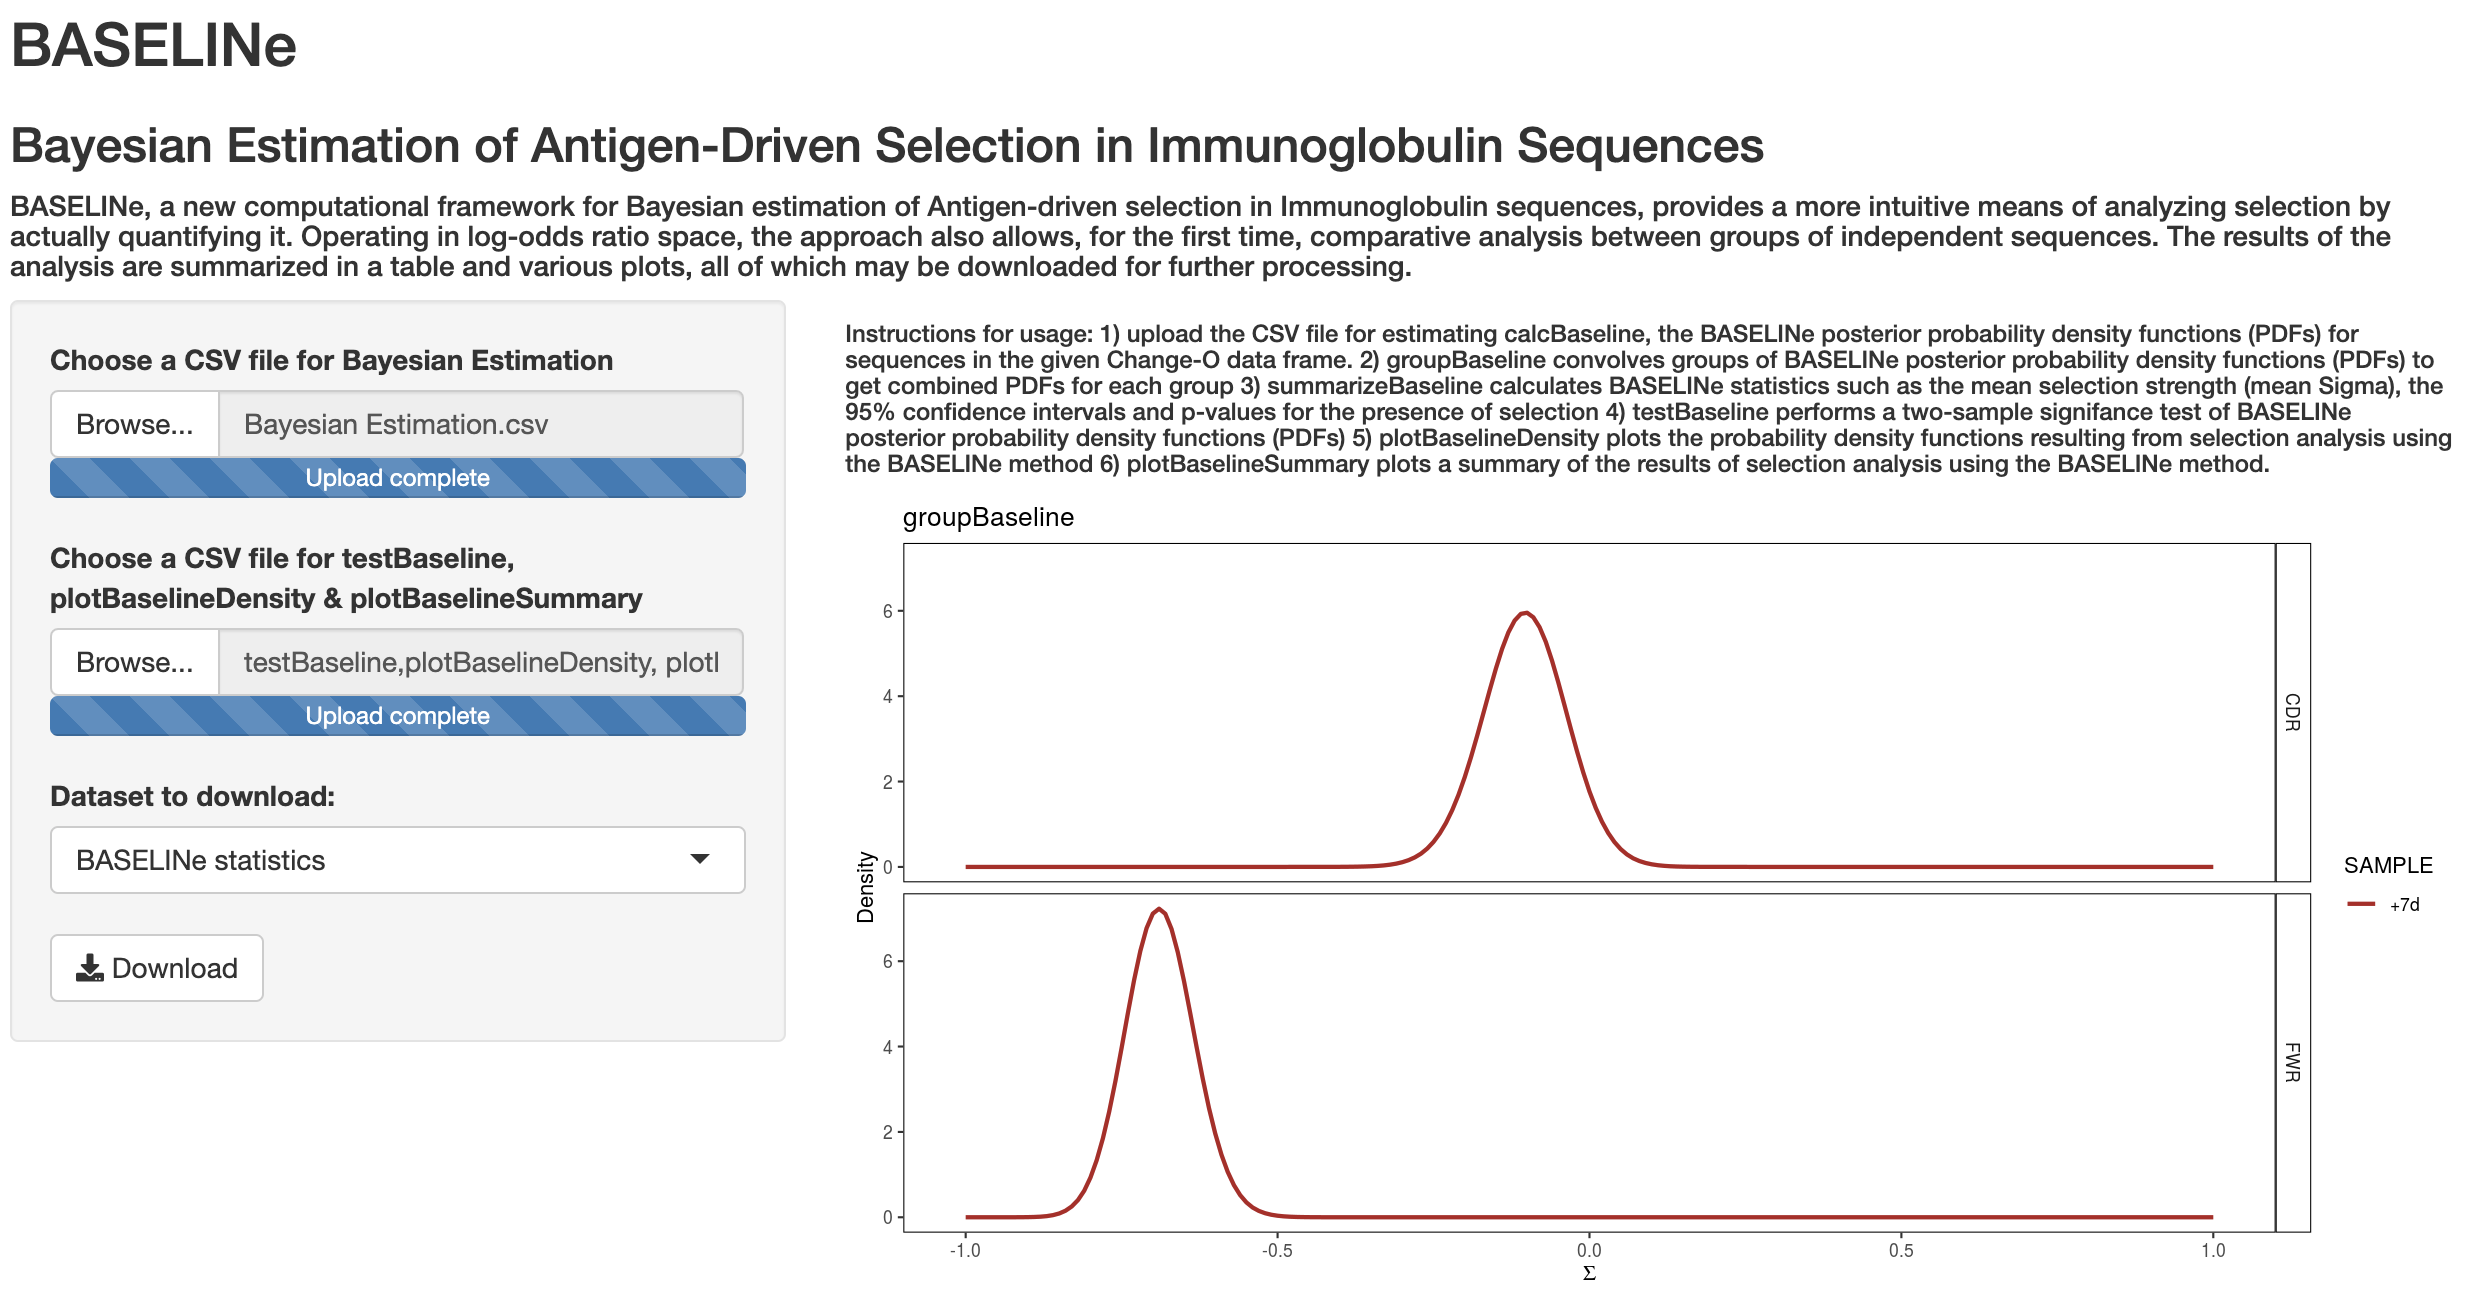 BASELINe
Bayesian Estimation of Antigen-Driven Selection in Immunoglobulin Sequences
BASELINe, a new computational framework for Bayesian estimation of Antigen-driven selection in Immunoglobulin sequences, provides a more intuitive means of analyzing selection by
actually quantifying it. Operating in log-odds ratio space, the approach also allows, for the first time, comparative analysis between groups of independent sequences. The results of the
analysis are summarized in a table and various plots, all of which may be downloaded for further processing.
Choose a CSV file for Bayesian Estimation
Browse... Bayesian Estimation.csv
Upload complete
Choose a CSV file for testBaseline,
plotBaselineDensity & plotBaselineSummary
Browse... testBaseline,plotBaselineDensity, plotl
Upload complete
Dataset to download:
BASELINe statistics
Download
Instructions for usage: 1) upload the CSV file for estimating calcBaseline, the BASELINe posterior probability density functions (PDFs) for
sequences in the given Change-O data frame. 2) groupBaseline convolves groups of BASELINe posterior probability density functions (PDFs) to
get combined PDFs for each group 3) summarizeBaseline calculates BASELINe statistics such as the mean selection strength (mean Sigma), the
95% confidence intervals and p-values for the presence of selection 4) testBaseline performs a two-sample signifance test of BASELINe
posterior probability density functions (PDFs) 5) plotBaselineDensity plots the probability density functions resulting from selection analysis using
the BASELINe method 6) plotBaselineSummary plots a summary of the results of selection analysis using the BASELINe method.
groupBaseline
6
4
2
0
CDR
Density
6
4
2
0
FWR
-1.0 -0.5 0.0 0.5 1.0
Σ
SAMPLE
+7d